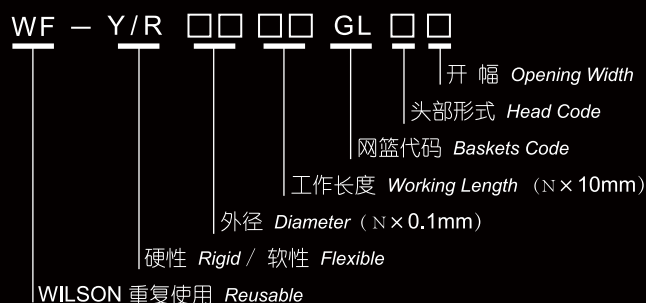 WF — Y/R □□ □□ GL □ □
开 幅 Opening Width
头部形式 Head Code
网篮代码 Baskets Code
工作长度 Working Length （N×10mm）
外径 Diameter（N×0.1mm）
硬性 Rigid / 软性 Flexible
WILSON 重复使用 Reusable